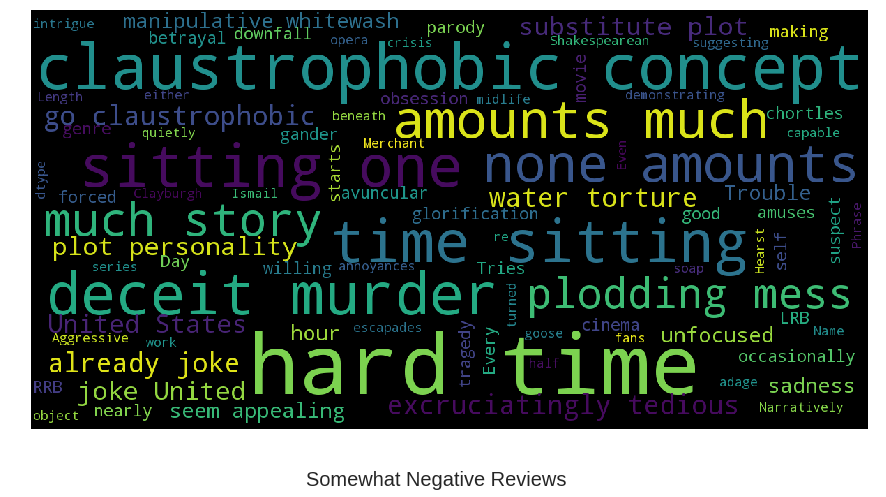 intrigue manipulative whitewash parody substitute plot making
betrayal downfall opera crisis Shakespearean suggesting
claustrophobic concept
movie
Length either obsession midlife demonstrating
go claustrophobic beneath amounts much chortles
genre quietly gander capable
Merchant
sitting one none amounts
starts Even
dtype forced Clayburgh Ismail avuncular water torture Trouble
much story glorification good amuses
time sitting
re suspect Phrase
plot personality Hearst self
series Day willing annoyances Tries soap
deceit murder plodding mess
turned
United States hour escapades cinema LRB
Aggressive work tragedy Every goose fans unfocused Name
already joke hard time half occasionally
RRB joke United adage sadness
object nearly seem appealing excruciatingly tedious Narratively
Somewhat Negative Reviews